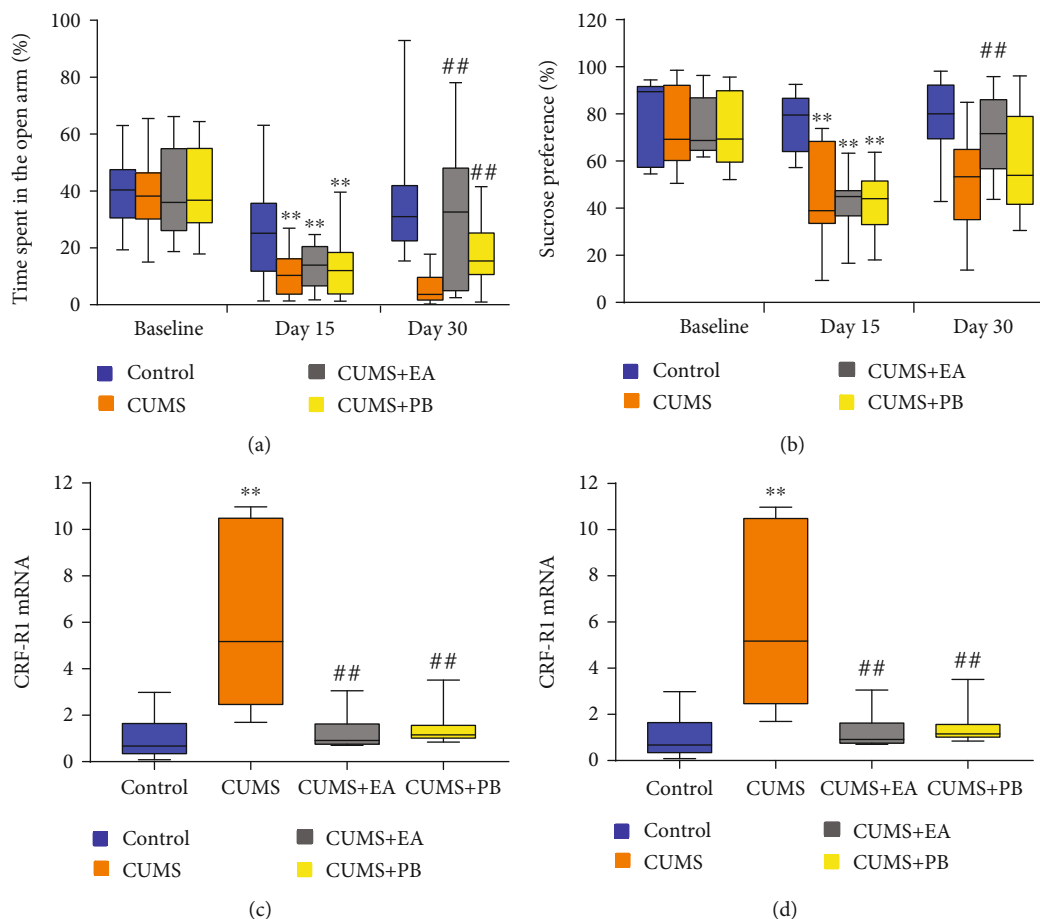 Time spent in the open arm (%)
100
80
60
40
20
0
**
**
**
##
##
Baseline
Day 15
Day 30
Control
CUMS
CUMS+EA
CUMS+PB
(a)
Sucrose preference (%)
120
100
80
60
40
20
0
**
**
**
##
Baseline
Day 15
Day 30
Control
CUMS
CUMS+EA
CUMS+PB
(b)
CRF-R1 mRNA
12
10
8
6
4
2
0
**
##
##
Control
CUMS
CUMS+EA
CUMS+PB
Control
CUMS
CUMS+EA
CUMS+PB
(c)
CRF-R1 mRNA
12
10
8
6
4
2
0
**
##
##
Control
CUMS
CUMS+EA
CUMS+PB
Control
CUMS
CUMS+EA
CUMS+PB
(d)